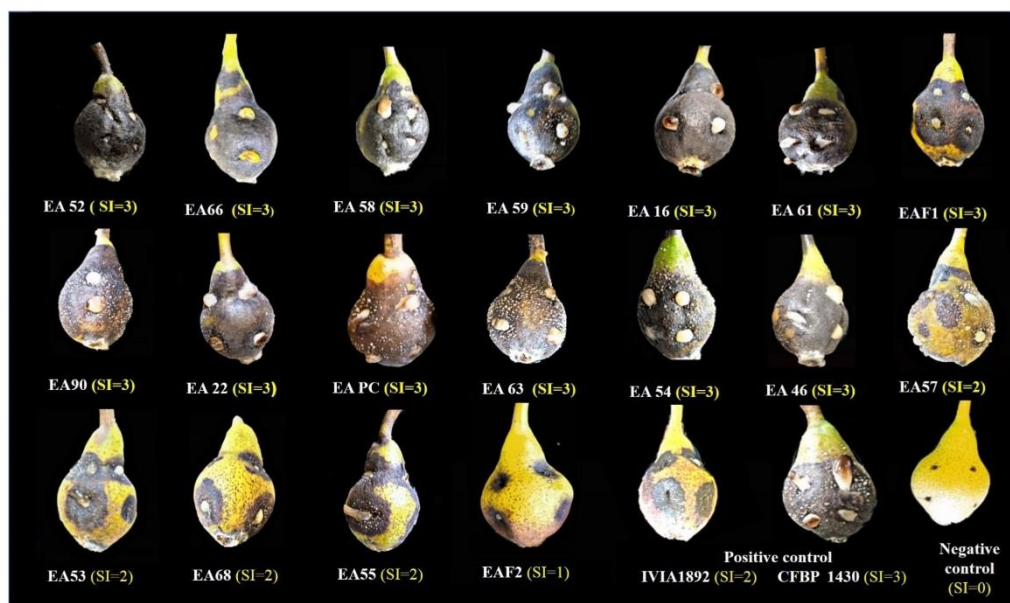 EA 52 ( SI=3) EA66 (SI=3) EA 58 (SI=3) EA 59 (SI=3) EA 16 (SI=3) EA 61 (SI=3) EAF1 (SI=3)
EA90 (SI=3) EA 22 (SI=3) EA PC (SI=3) EA 63 (SI=3) EA 54 (SI=3) EA 46 (SI=3) EA57 (SI=2)
EA53 (SI=2) EA68 (SI=2) EA55 (SI=2) EAF2 (SI=1)
Positive control
IVIA1892 (SI=2) CFBP 1430 (SI=3)
Negative
control
(SI=0)